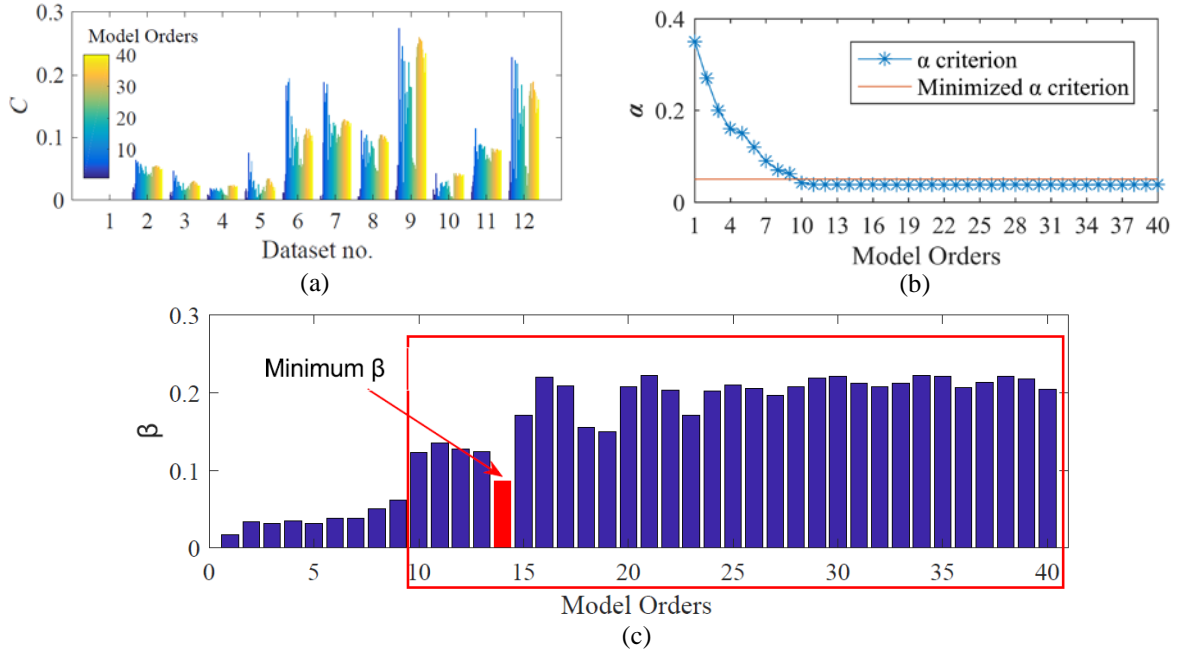 Model Orders
40
30
20
10
0.3
0.2
0.1
0
C
1 2 3 4 5 6 7 8 9 10 11 12
Dataset no.
(a)
0.4
0.2
0
α
α criterion
Minimized α criterion
1 4 7 10 13 16 19 22 25 28 31 34 37 40
Model Orders
(b)
0.3
0.2
0.1
0
β
Minimum β
0 5 10 15 20 25 30 35 40
Model Orders
(c)